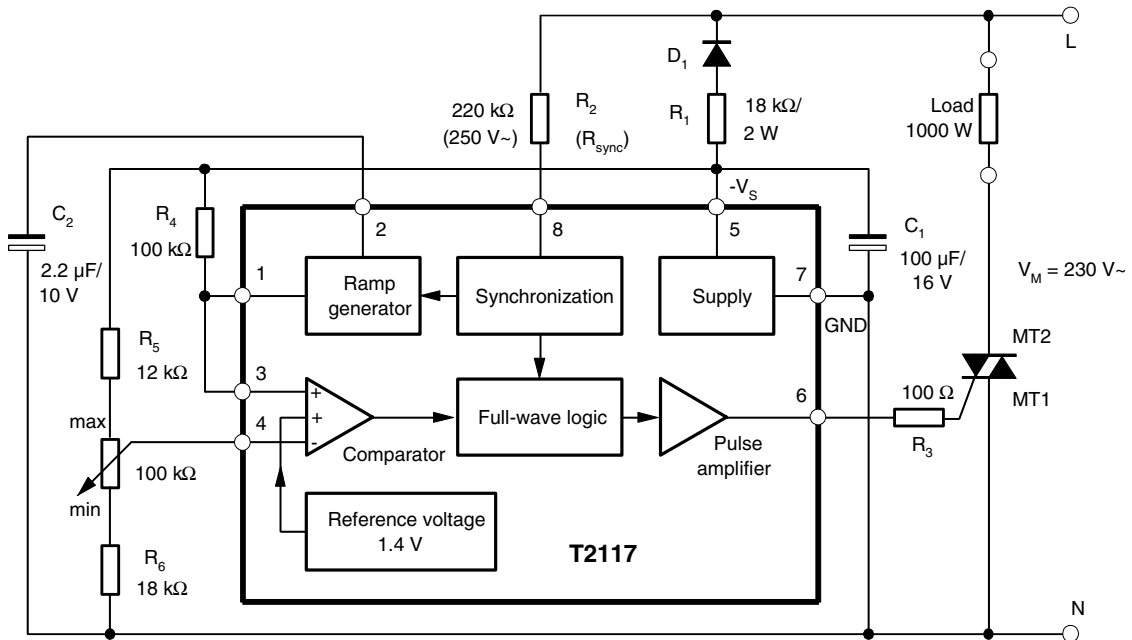 L
D1
220 kΩ
(250 V~)
R2
(Rsync)
R1
18 kΩ/
2 W
Load
1000 W
-VS
C2
2.2 μF/
10 V
R4
100 kΩ
2
8
5
C1
100 μF/
16 V
VM = 230 V~
1
Ramp
generator
Synchronization
Supply
7
GND
R5
12 kΩ
MT2
MT1
3
+
+
-
4
Comparator
Full-wave logic
Pulse
amplifier
6
100 Ω
R3
max
100 kΩ
min
Reference voltage
1.4 V
T2117
R6
18 kΩ
N